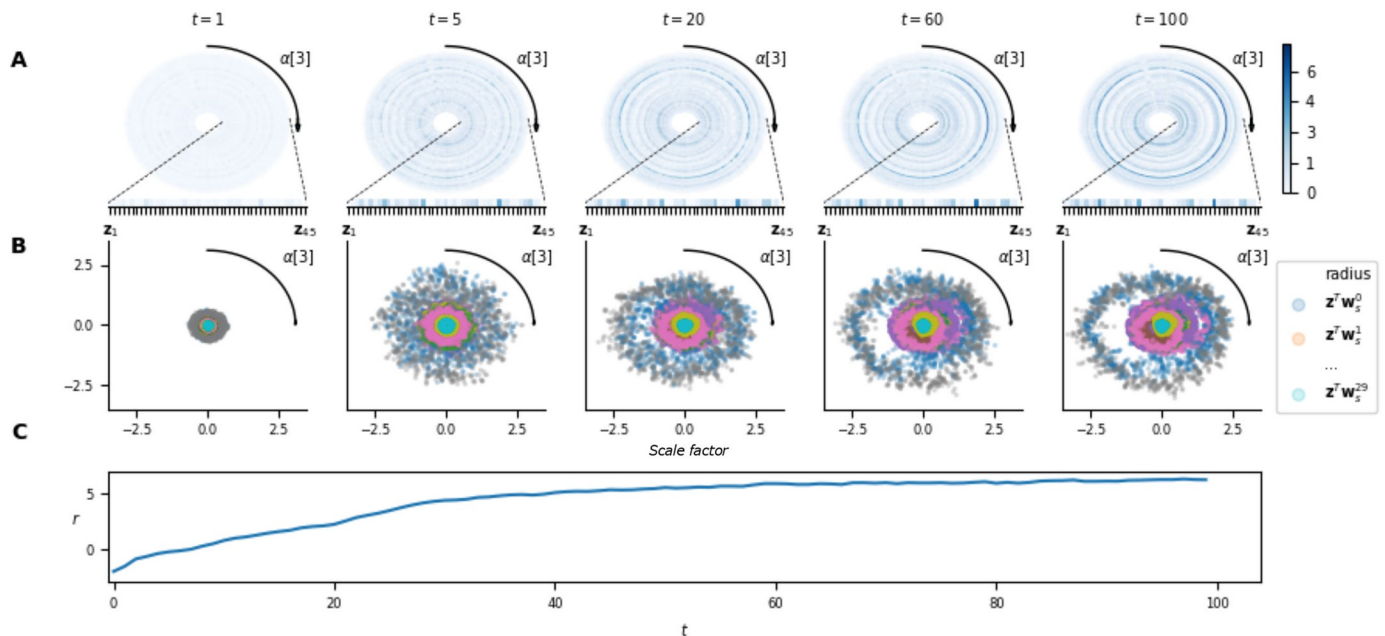 t = 1 t = 5 t = 20 t = 60 t = 100
A
α[3] α[3] α[3] α[3] α[3]
6
4
3
1
0
z₁ z₄₅ z₁ z₄₅ z₁ z₄₅ z₁ z₄₅ z₁ z₄₅
B
α[3] α[3] α[3] α[3] α[3]
2.5
0.0
−2.5
−2.5 0.0 2.5 −2.5 0.0 2.5 −2.5 0.0 2.5 −2.5 0.0 2.5 −2.5 0.0 2.5
radius
zᵀwₛ⁰
zᵀwₛ¹
...
zᵀwₛ²⁹
C
Scale factor
5
r
0
0 20 40 60 80 100
t